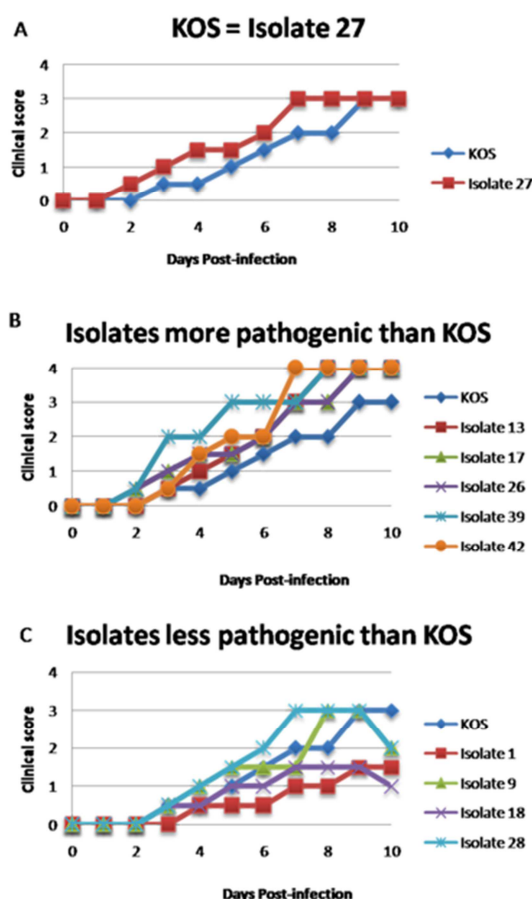 A
KOS = Isolate 27
Clinical score
4
3
2
1
0
0 2 4 6 8 10
Days Post-infection
KOS
Isolate 27
B
Isolates more pathogenic than KOS
Clinical score
4
3
2
1
0
0 2 4 6 8 10
Days Post-infection
KOS
Isolate 13
Isolate 17
Isolate 26
Isolate 39
Isolate 42
C
Isolates less pathogenic than KOS
Clinical score
4
3
2
1
0
0 2 4 6 8 10
Days Post-infection
KOS
Isolate 1
Isolate 9
Isolate 18
Isolate 28